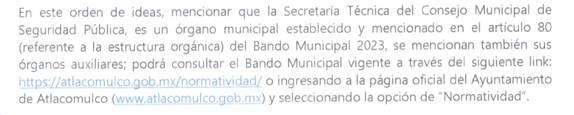 En este orden de ideas, mencionar que la Secretaría Técnica del Consejo Municipal de
Seguridad Pública, es un órgano municipal establecido y mencionado en el artículo 80
(referente a la estructura orgánica) del Bando Municipal 2023, se mencionan también sus
órganos auxiliares; podrá consultar el Bando Municipal vigente a través del siguiente link:
https://atlacomulco.gob.mx/normatividad/ o ingresando a la página oficial del Ayuntamiento
de Atlacomulco (www.atlacomulco.gob.mx) y seleccionando la opción de "Normatividad".